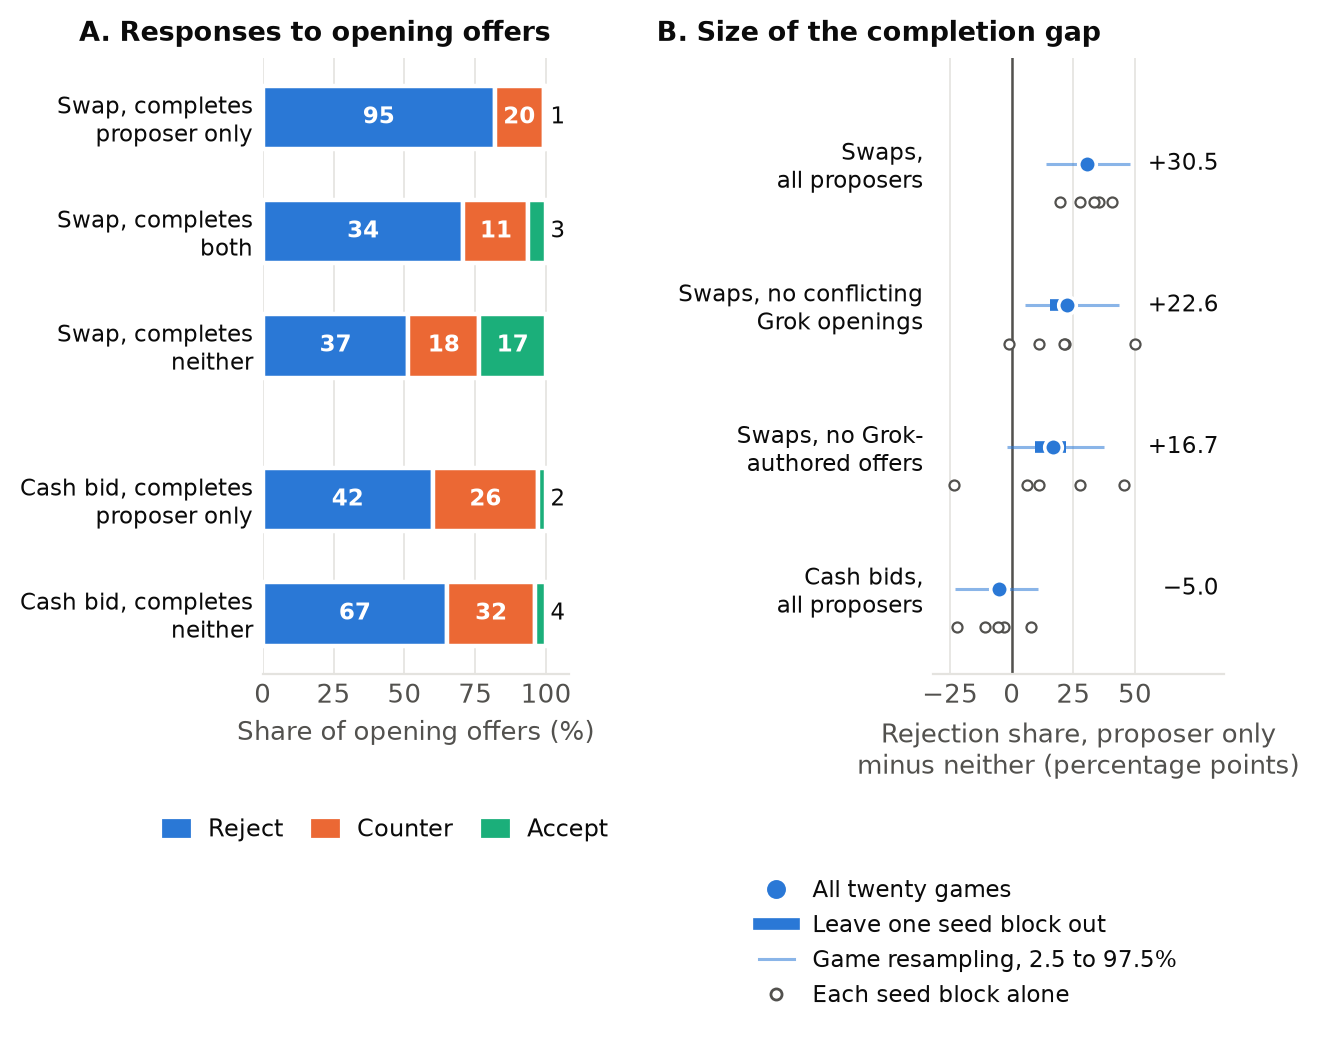 A. Responses to opening offers
Swap, completes
proposer only
95
20
1
Swap, completes
both
34
11
3
Swap, completes
neither
37
18
17
Cash bid, completes
proposer only
42
26
2
Cash bid, completes
neither
67
32
4
0
25
50
75
100
Share of opening offers (%)
Reject
Counter
Accept
B. Size of the completion gap
Swaps,
all proposers
+30.5
Swaps, no conflicting
Grok openings
+22.6
Swaps, no Grok-
authored offers
+16.7
Cash bids,
all proposers
−5.0
−25
0
25
50
Rejection share, proposer only
minus neither (percentage points)
All twenty games
Leave one seed block out
Game resampling, 2.5 to 97.5%
Each seed block alone